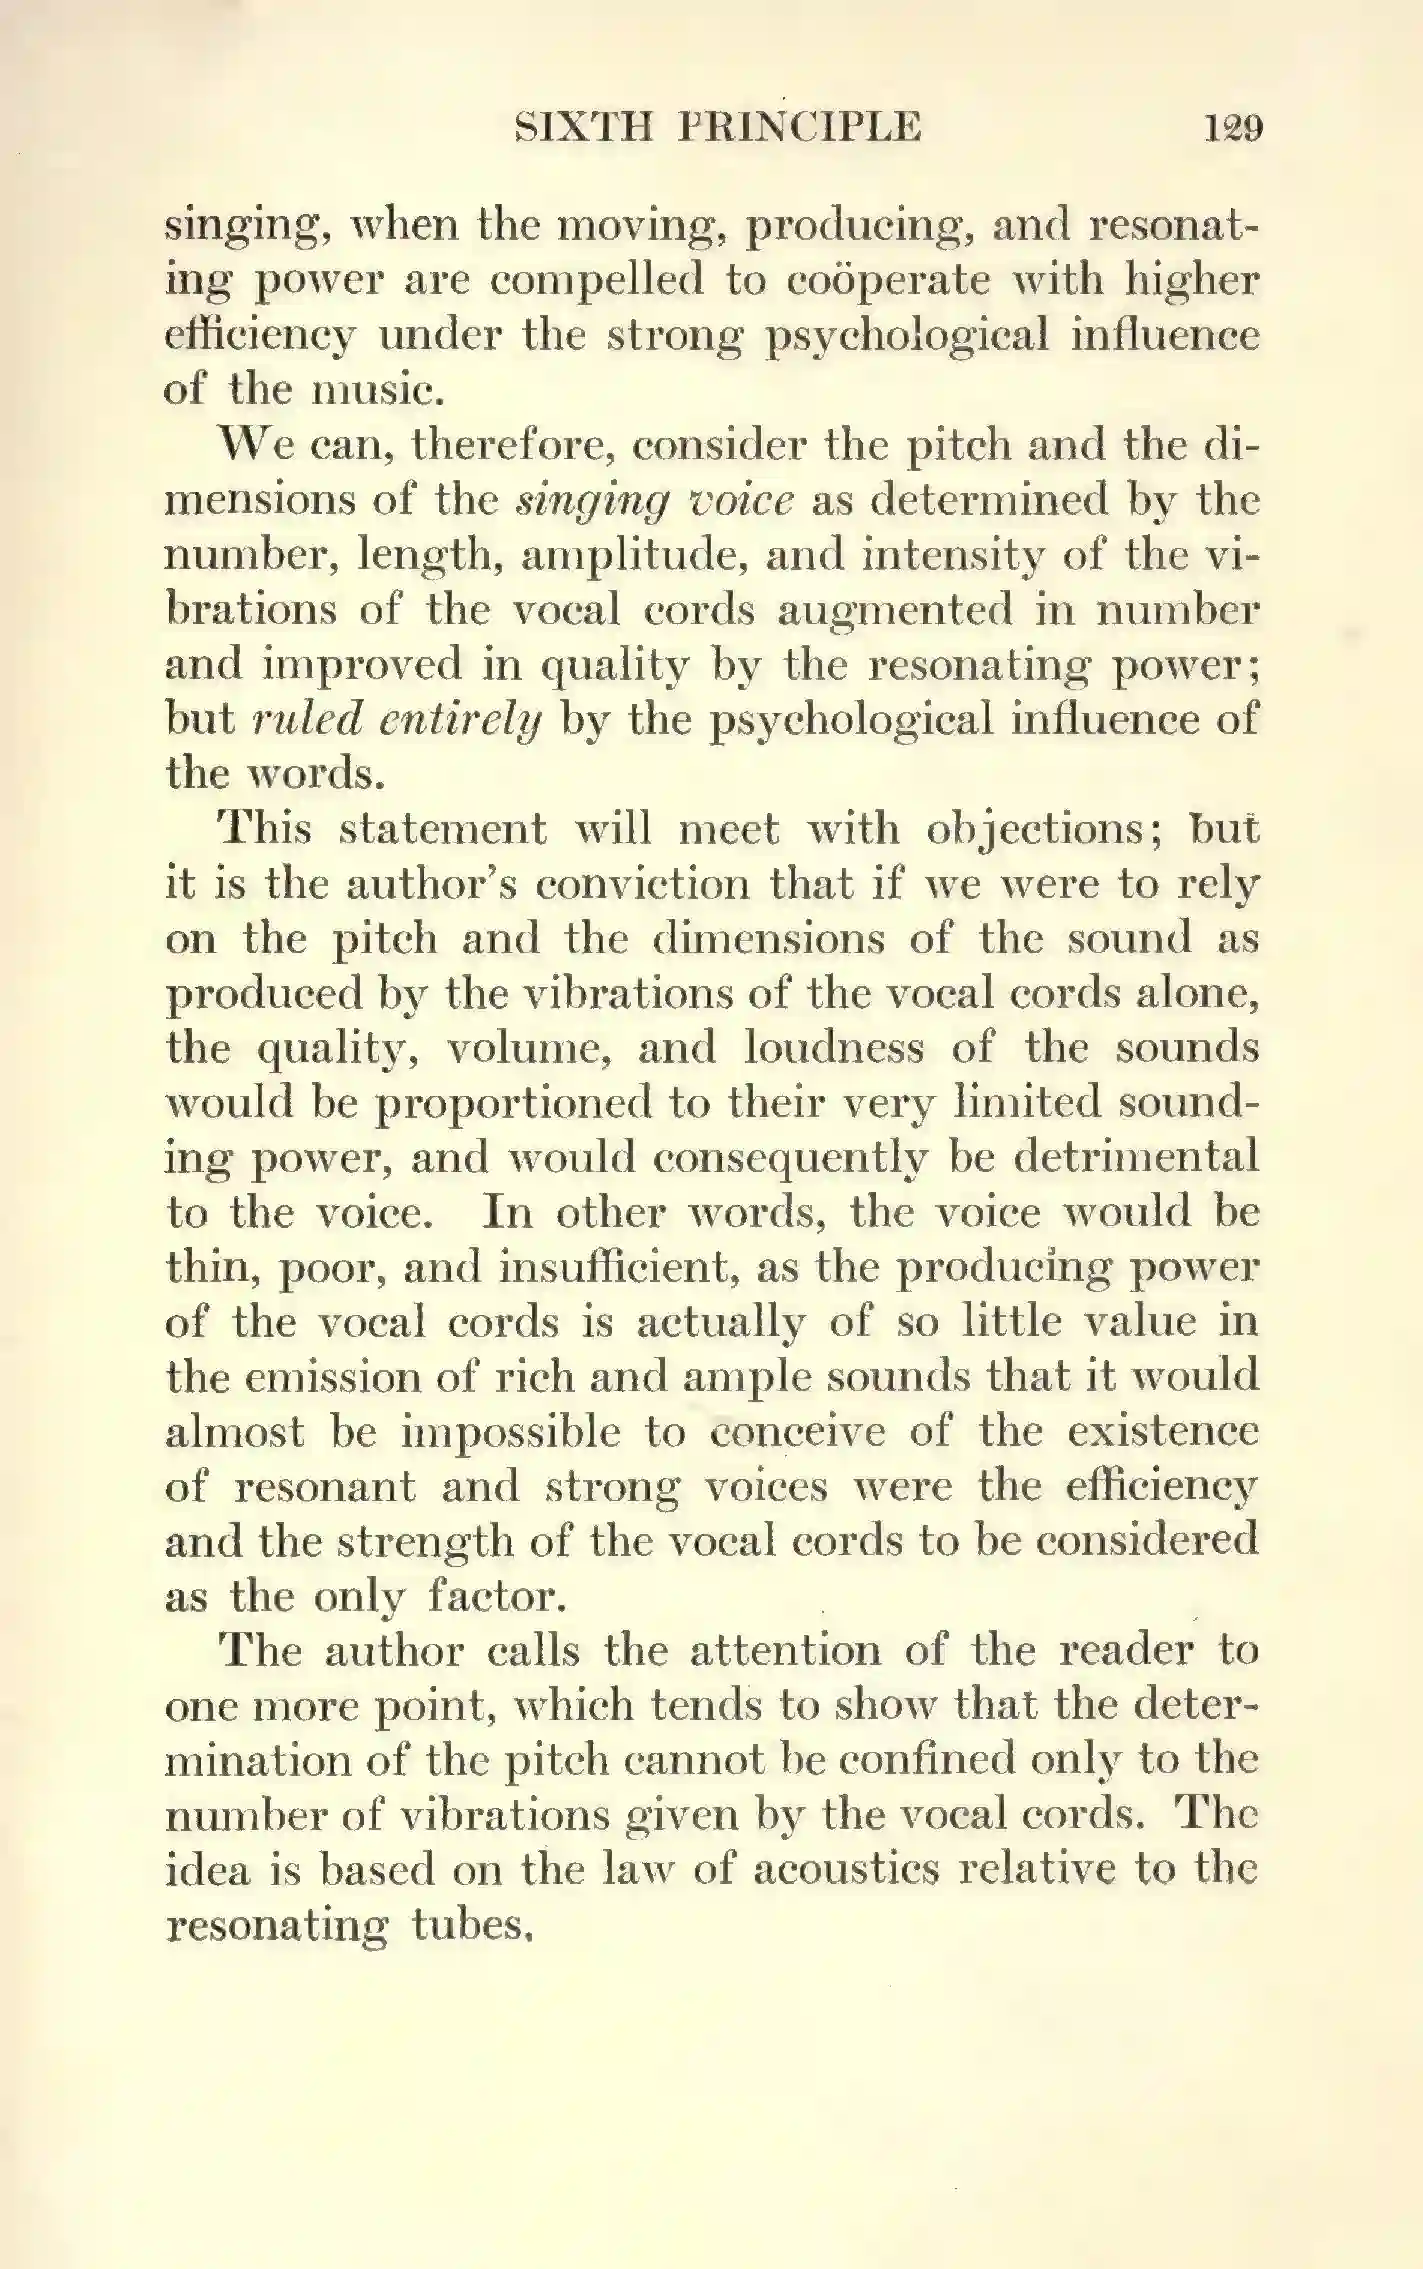 SIXTH PRINCIPLE 129
singing, when the moving, producing, and resonat-
ing power are compelled to coöperate with higher
efficiency under the strong psychological influence
of the music.
We can, therefore, consider the pitch and the di-
mensions of the singing voice as determined by the
number, length, amplitude, and intensity of the vi-
brations of the vocal cords augmented in number
and improved in quality by the resonating power;
but ruled entirely by the psychological influence of
the words.
This statement will meet with objections; but
it is the author's conviction that if we were to rely
on the pitch and the dimensions of the sound as
produced by the vibrations of the vocal cords alone,
the quality, volume, and loudness of the sounds
would be proportioned to their very limited sound-
ing power, and would consequently be detrimental
to the voice. In other words, the voice would be
thin, poor, and insufficient, as the producing power
of the vocal cords is actually of so little value in
the emission of rich and ample sounds that it would
almost be impossible to conceive of the existence
of resonant and strong voices were the efficiency
and the strength of the vocal cords to be considered
as the only factor.
The author calls the attention of the reader to
one more point, which tends to show that the deter-
mination of the pitch cannot be confined only to the
number of vibrations given by the vocal cords. The
idea is based on the law of acoustics relative to the
resonating tubes.